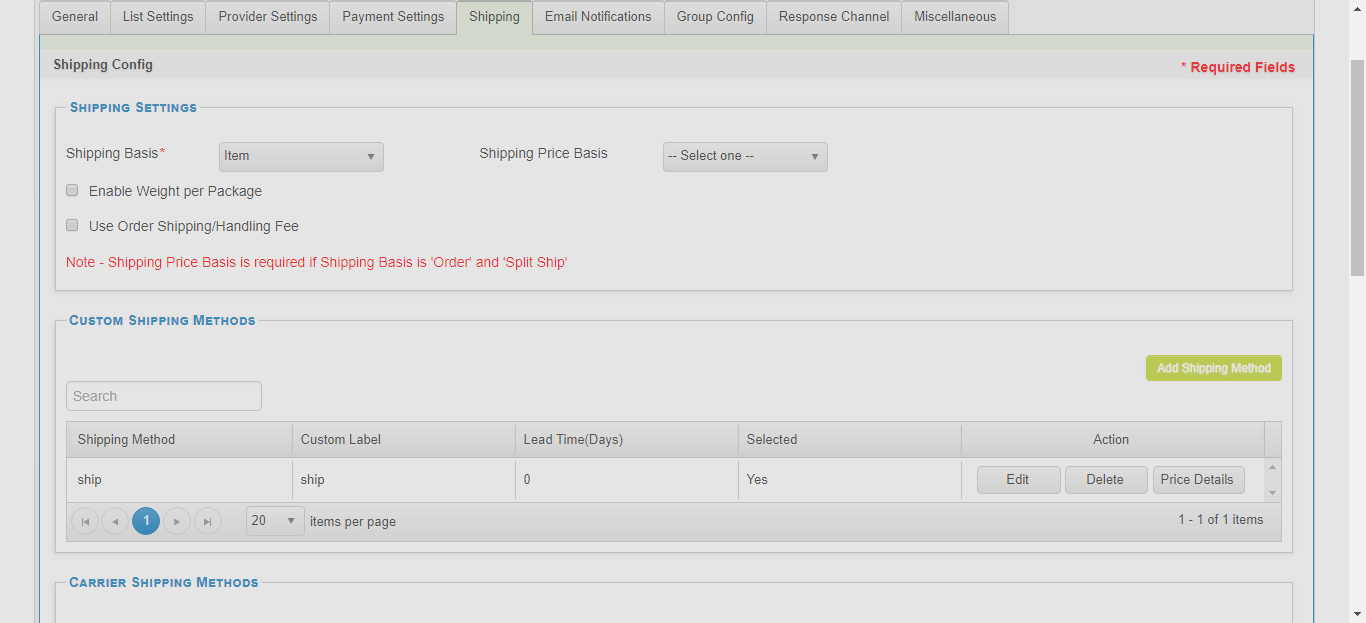 General List Settings Provider Settings Payment Settings Shipping Email Notifications Group Config Response Channel Miscellaneous
Shipping Config
* Required Fields
SHIPPING SETTINGS
Shipping Basis* Item Shipping Price Basis -- Select one --
Enable Weight per Package
Use Order Shipping/Handling Fee
Note - Shipping Price Basis is required if Shipping Basis is 'Order' and 'Split Ship'
CUSTOM SHIPPING METHODS
Add Shipping Method
Search
Shipping Method Custom Label Lead Time(Days) Selected Action
ship ship 0 Yes Edit Delete Price Details
1 20 items per page 1 - 1 of 1 items
CARRIER SHIPPING METHODS